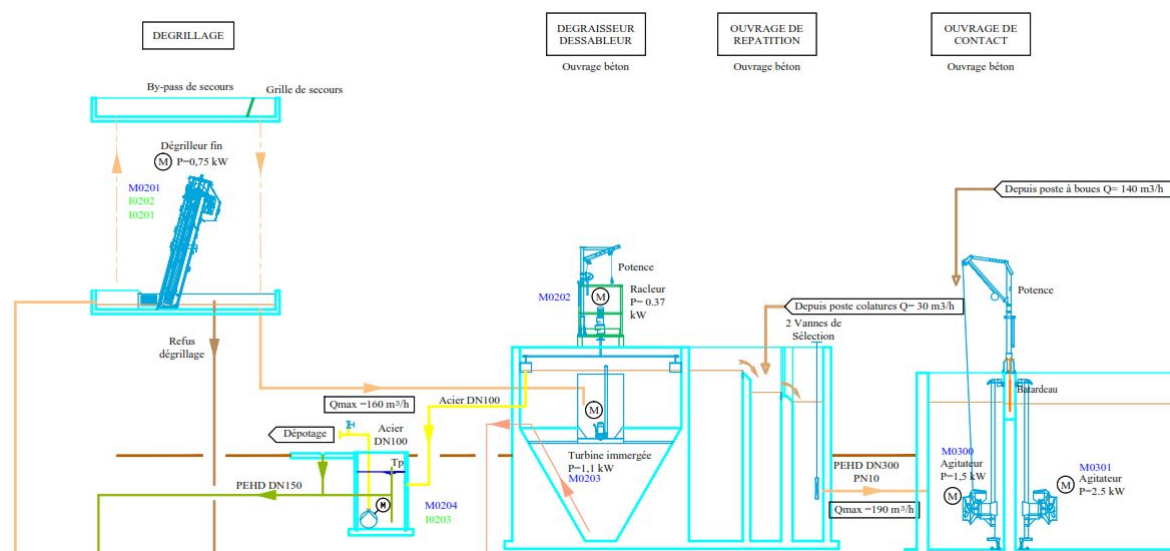 DEGRILLAGE
DEGRAISSEUR
DESSABLEUR
Ouvrage béton
OUVRAGE DE
REPATITION
Ouvrage béton
OUVRAGE DE
CONTACT
Ouvrage béton
By-pass de secours
Grille de secours
Dégrilleur fin
M P=0,75 kW
M0201
I0202
I0201
Refus
dégrillage
Qmax =160 m³/h
Acier DN100
Potence
M0202
M
Racleur
P= 0.37
kW
Depuis poste colatures Q= 30 m3/h
2 Vannes de
Sélection
Depuis poste à boues Q= 140 m3/h
Potence
Batardeau
Dépotage
Acier
DN100
Tp
PEHD DN150
M
M0204
I0203
M
Turbine immergée
P=1,1 kW
M0203
PEHD DN300
PN10
Qmax =190 m³/h
M0300
Agitateur
P=1,5 kW
M
M
M0301
Agitateur
P=2.5 kW